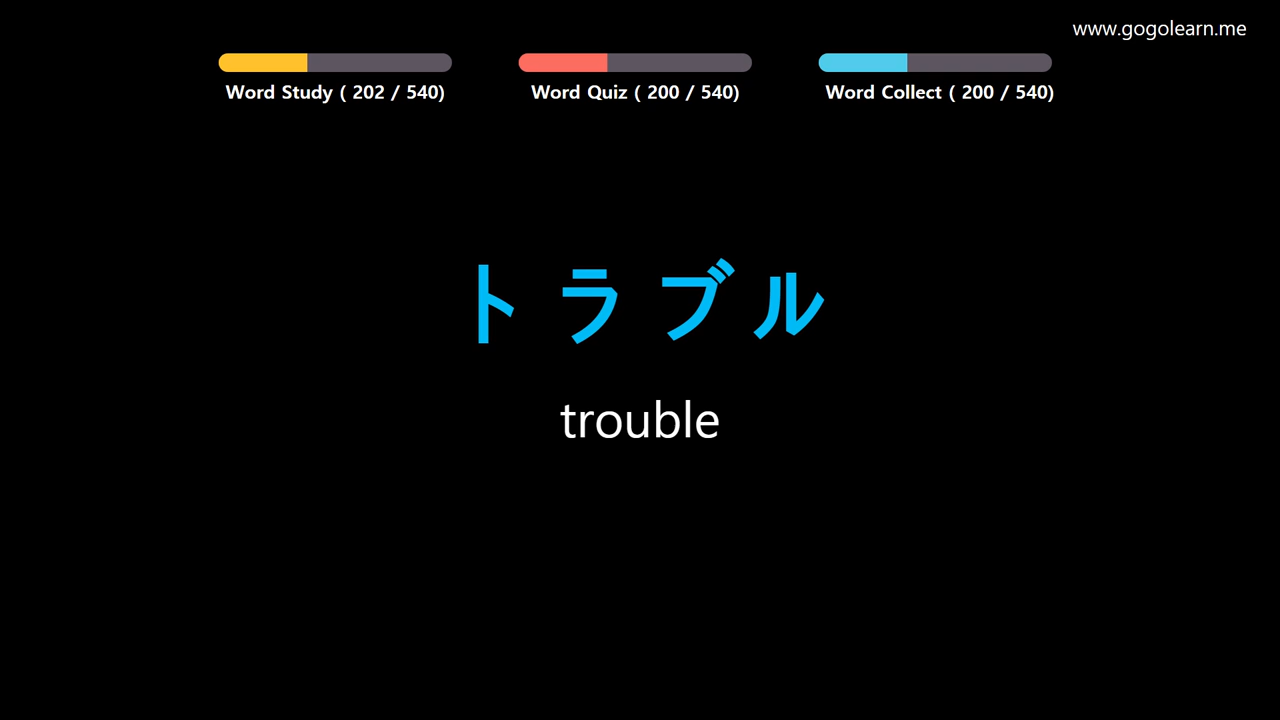 www.gogolearn.me
Word Study ( 202 / 540)
Word Quiz ( 200 / 540)
Word Collect ( 200 / 540)
トラブル
trouble